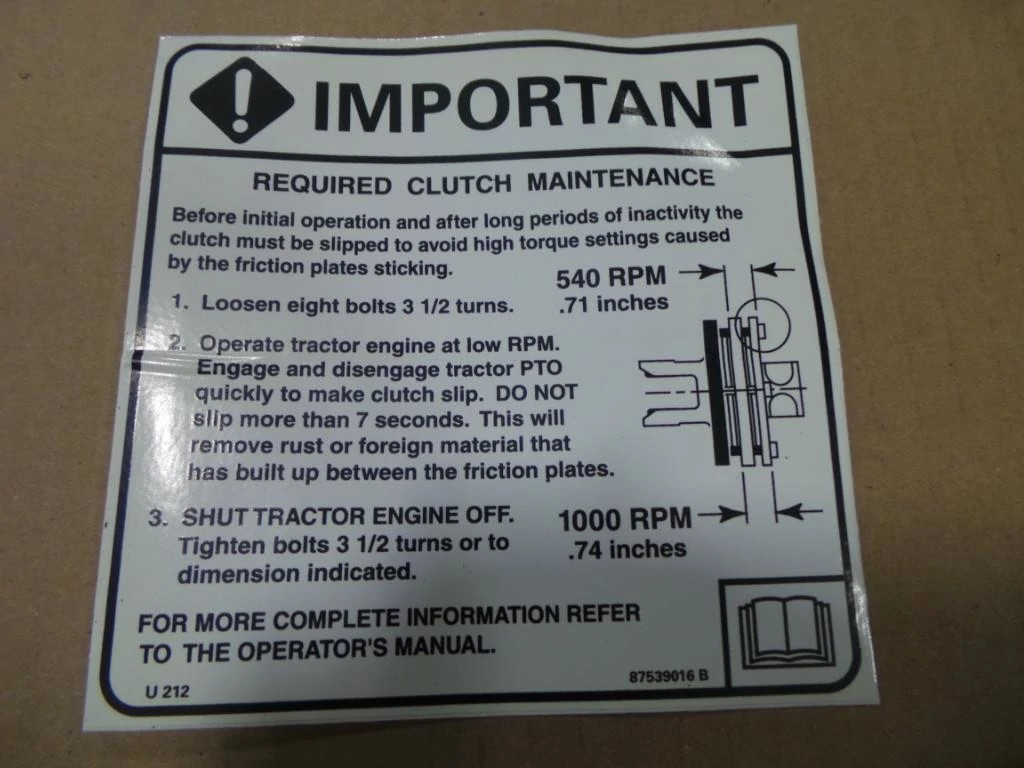 IMPORTANT
REQUIRED CLUTCH MAINTENANCE
Before initial operation and after long periods of inactivity the
clutch must be slipped to avoid high torque settings caused
by the friction plates sticking.
540 RPM
.71 inches
1. Loosen eight bolts 3 1/2 turns.
2. Operate tractor engine at low RPM.
Engage and disengage tractor PTO
quickly to make clutch slip. DO NOT
slip more than 7 seconds. This will
remove rust or foreign material that
has built up between the friction plates.
3. SHUT TRACTOR ENGINE OFF.
Tighten bolts 3 1/2 turns or to
dimension indicated.
1000 RPM
.74 inches
FOR MORE COMPLETE INFORMATION REFER
TO THE OPERATOR'S MANUAL.
U 212
87539016 B